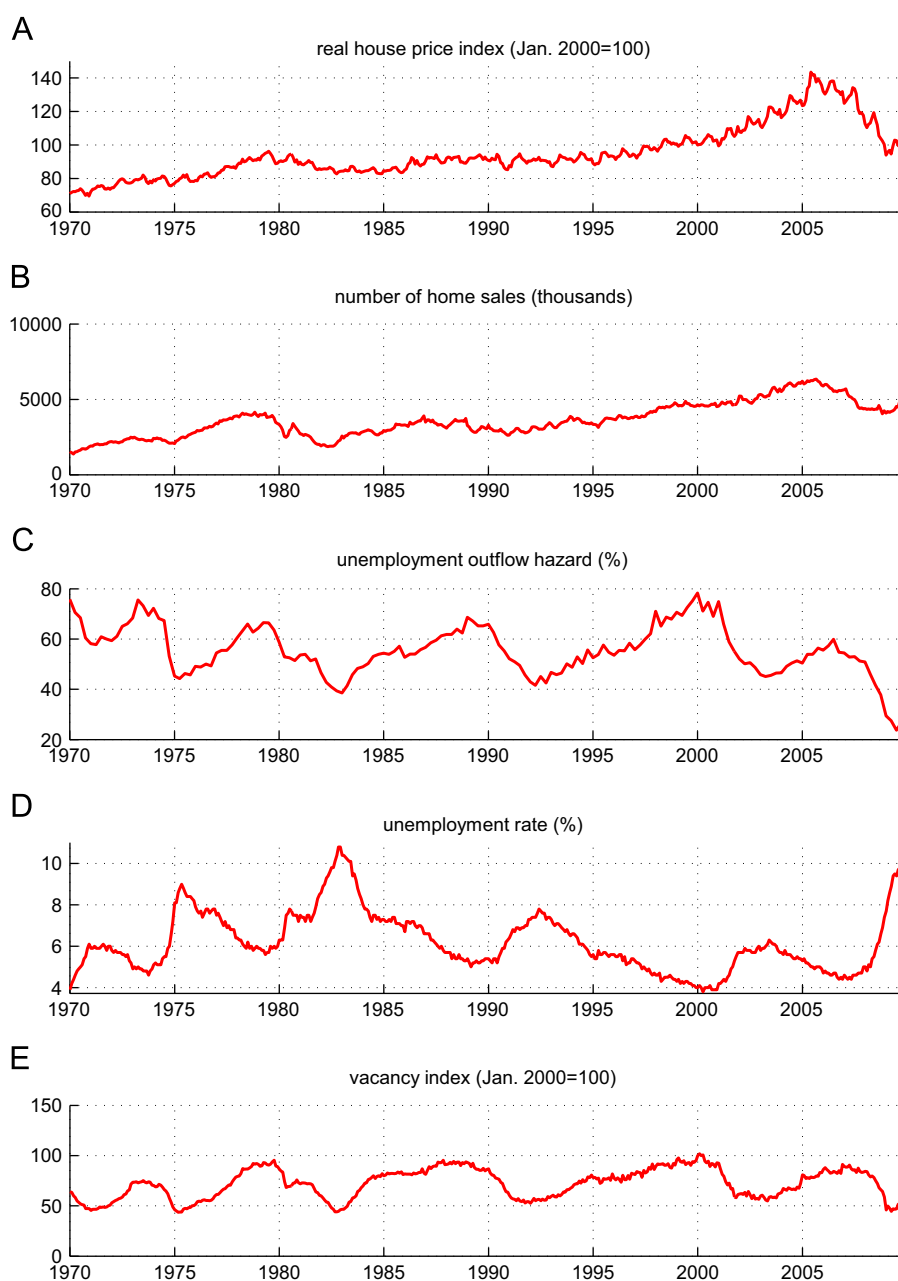 A
real house price index (Jan. 2000=100)
140
120
100
80
60
1970 1975 1980 1985 1990 1995 2000 2005
B
number of home sales (thousands)
10000
5000
0
1970 1975 1980 1985 1990 1995 2000 2005
C
unemployment outflow hazard (%)
80
60
40
20
1970 1975 1980 1985 1990 1995 2000 2005
D
unemployment rate (%)
10
8
6
4
1970 1975 1980 1985 1990 1995 2000 2005
E
vacancy index (Jan. 2000=100)
150
100
50
0
1970 1975 1980 1985 1990 1995 2000 2005